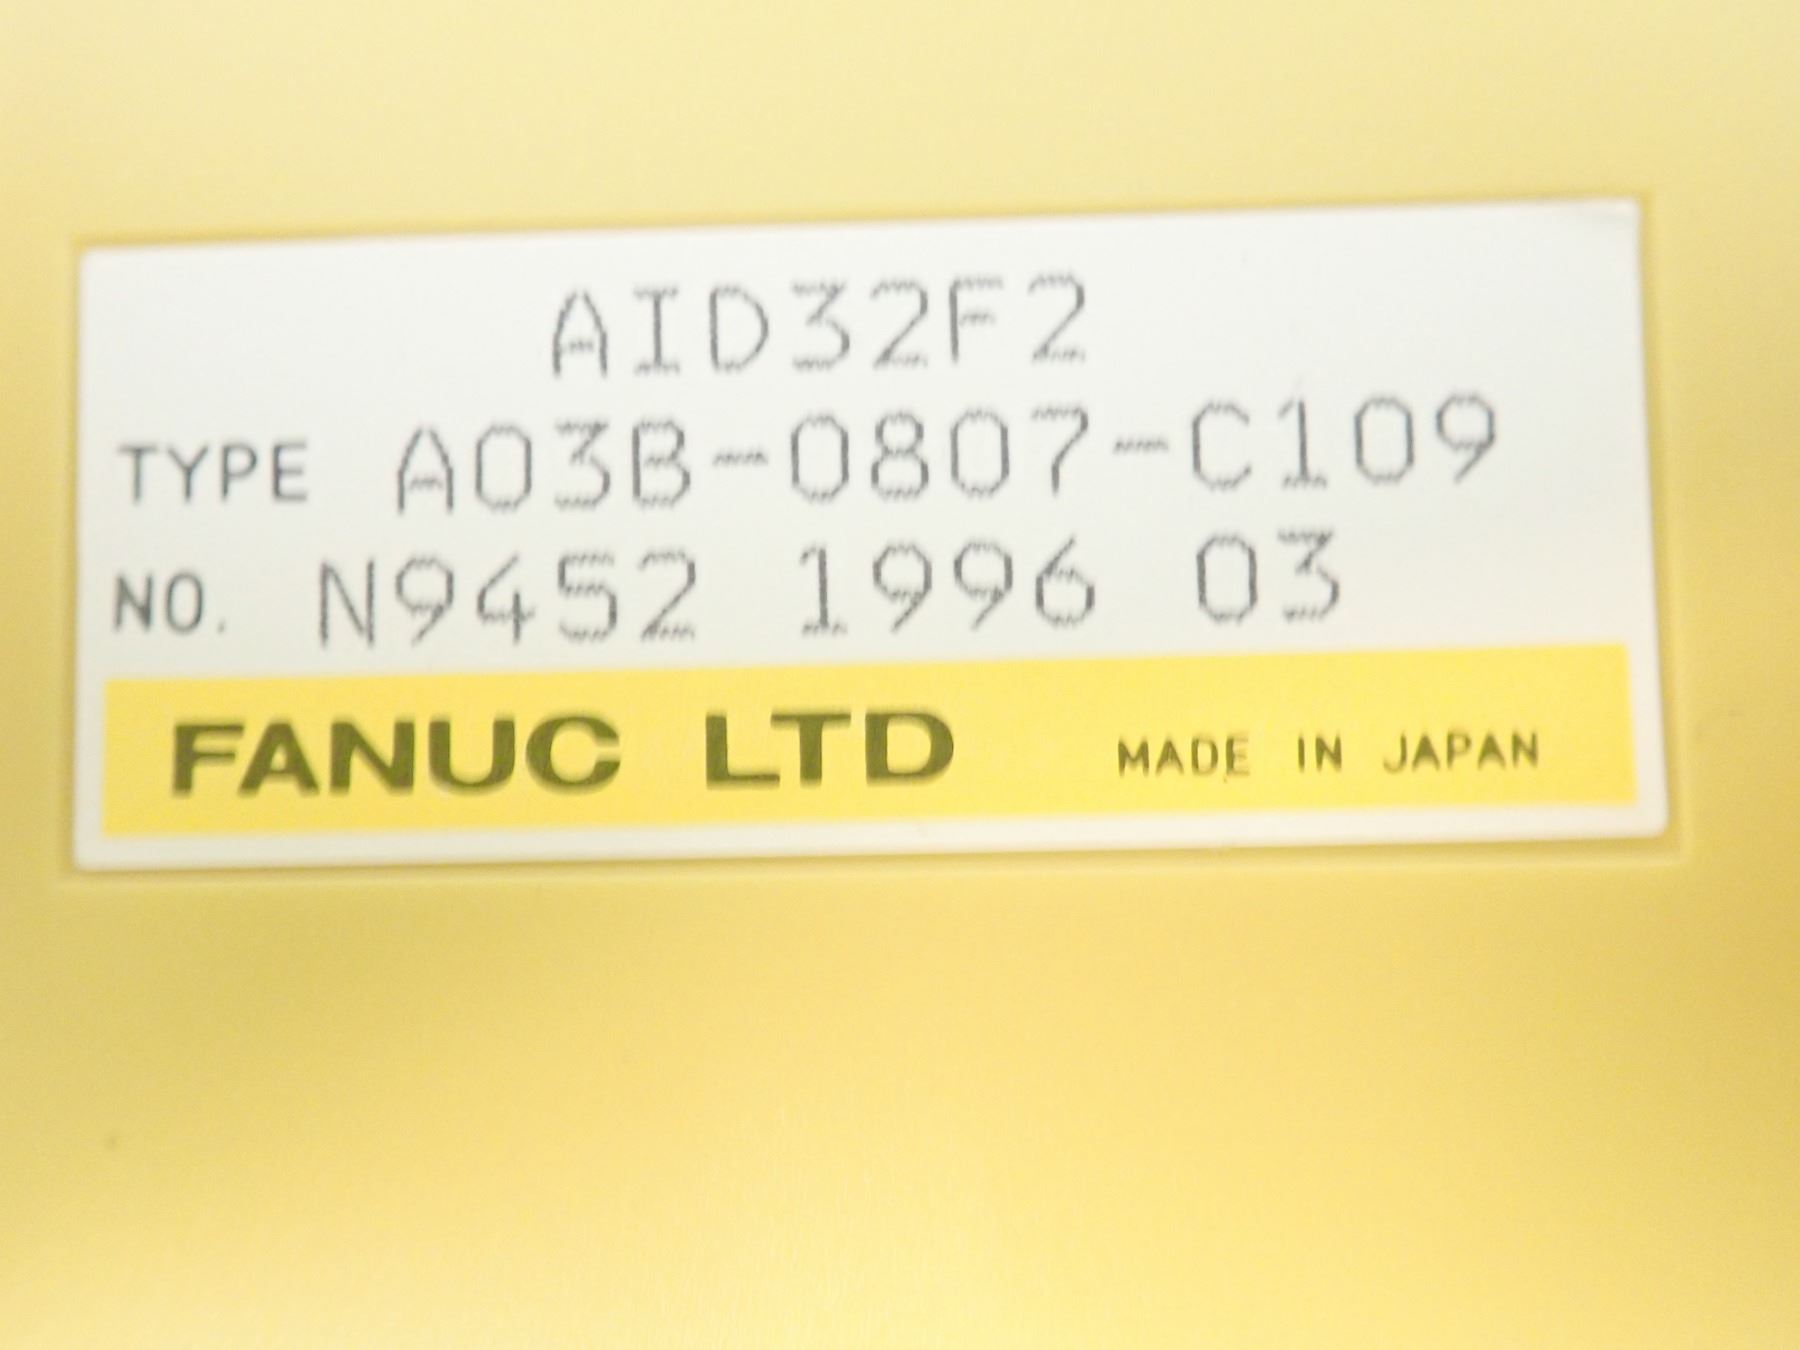 AID32F2
TYPE A03B-0807-C109
NO. N9452 1996 03
FANUC LTD MADE IN JAPAN